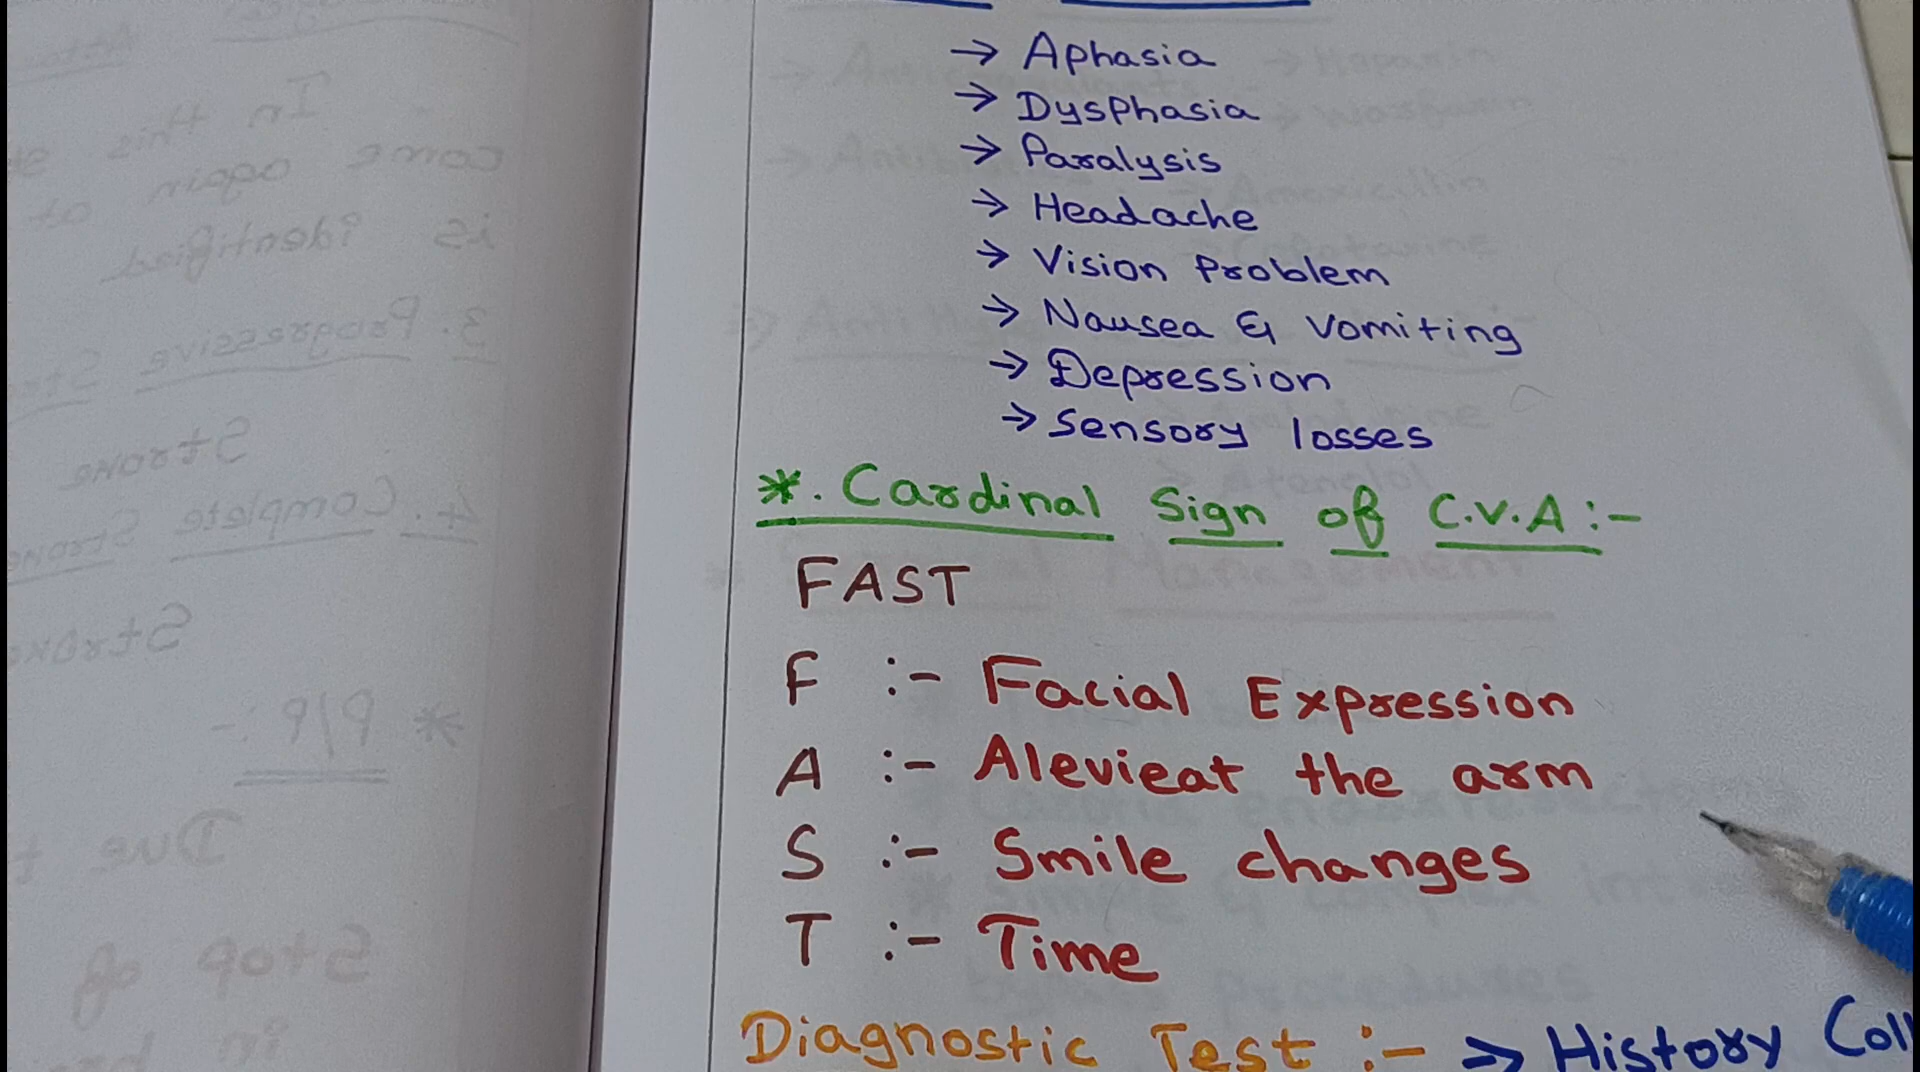 → Aphasia
→ Dysphasia
→ Paralysis
→ Headache
→ Vision Problem
→ Nausea & Vomiting
→ Depression
→ Sensory losses
*. Cardinal Sign of C.V.A :-
FAST
F :- Facial Expression
A :- Alevieat the arm
S :- Smile changes
T :- Time
Diagnostic Test :- → History Coll